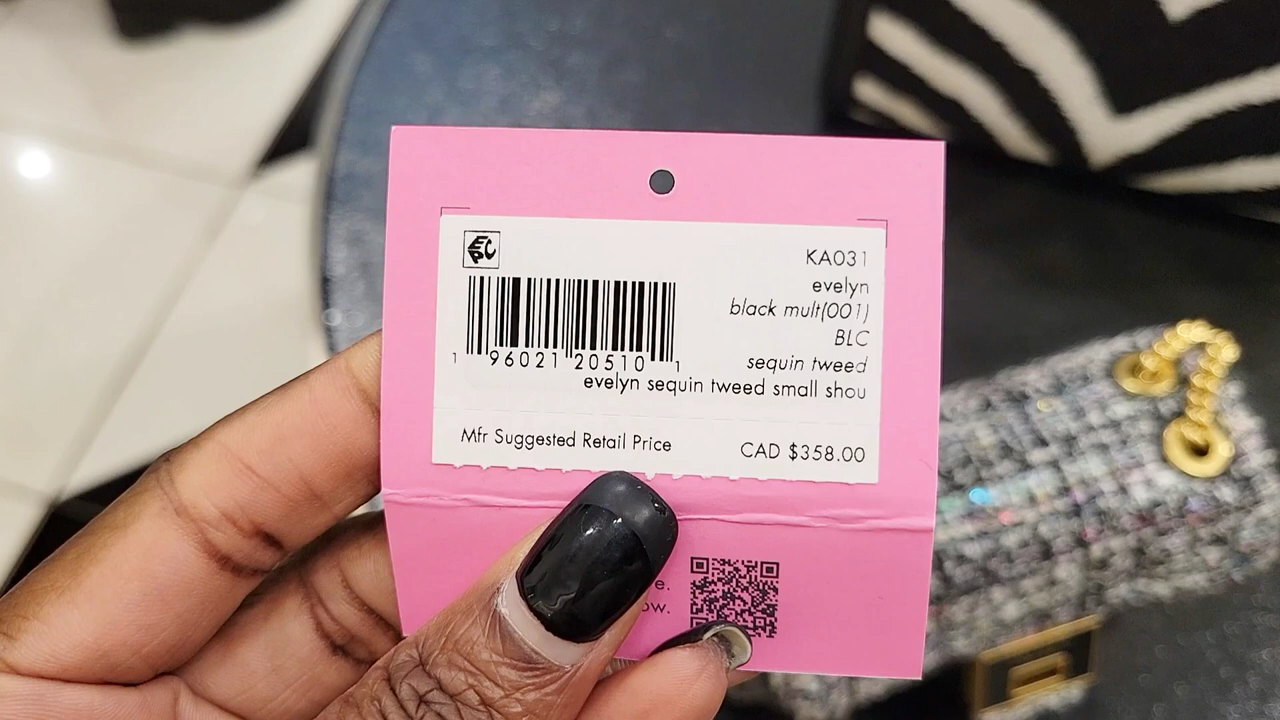 EPC
KA031
evelyn
black mult(001)
BLC
sequin tweed
1 96021 20510 1
evelyn sequin tweed small shou
Mfr Suggested Retail Price CAD $358.00